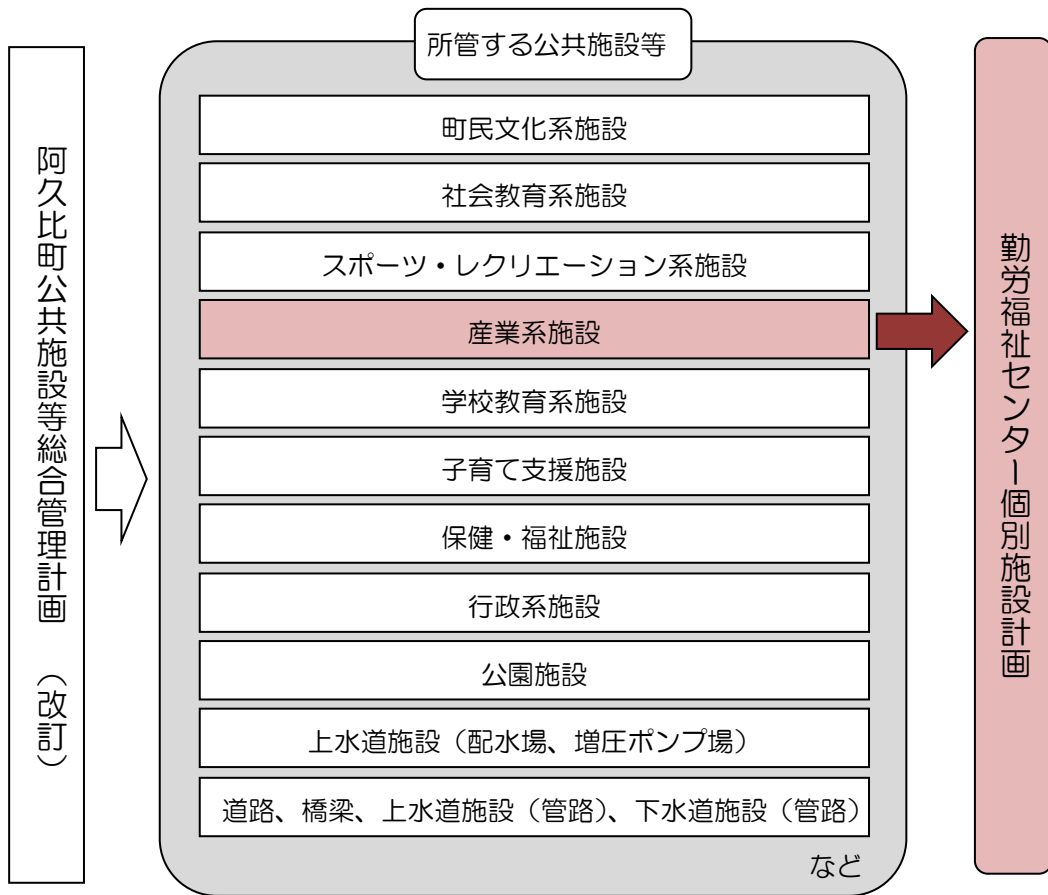 阿久比町公共施設等総合管理計画　（改訂）
所管する公共施設等
町民文化系施設
社会教育系施設
スポーツ・レクリエーション系施設
産業系施設
学校教育系施設
子育て支援施設
保健・福祉施設
行政系施設
公園施設
上水道施設（配水場、増圧ポンプ場）
道路、橋梁、上水道施設（管路）、下水道施設（管路）
など
勤労福祉センター個別施設計画